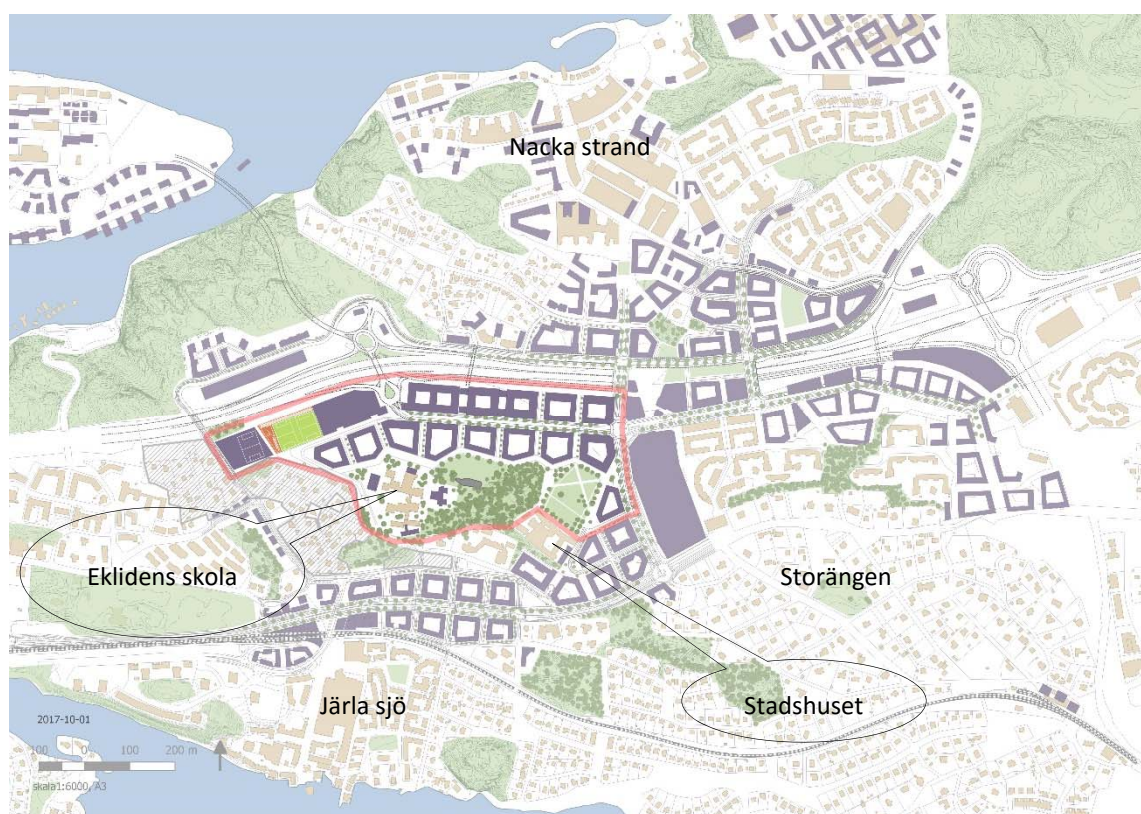 Nacka strand
Eklidens skola
Storängen
Järla sjö
Stadshuset
2017-10-01
100 0 100 200 m
skala1:6000, A3